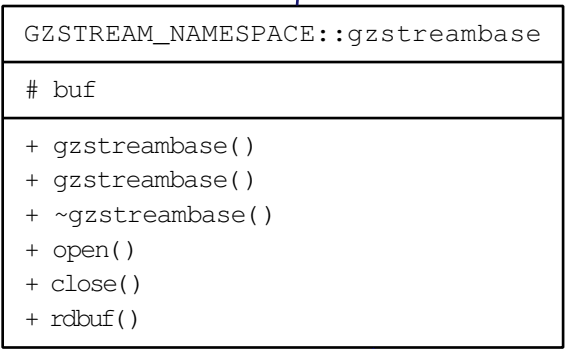 GZSTREAM_NAMESPACE::gzstreambase
# buf
+ gzstreambase()
+ gzstreambase()
+ ~gzstreambase()
+ open()
+ close()
+ rdbuf()